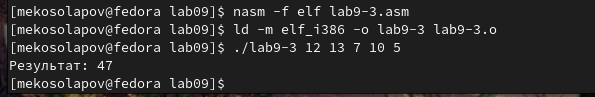 [mekosolapov@fedora lab09]$ nasm -f elf lab9-3.asm
[mekosolapov@fedora lab09]$ ld -m elf_i386 -o lab9-3 lab9-3.o
[mekosolapov@fedora lab09]$ ./lab9-3 12 13 7 10 5
Результат: 47
[mekosolapov@fedora lab09]$